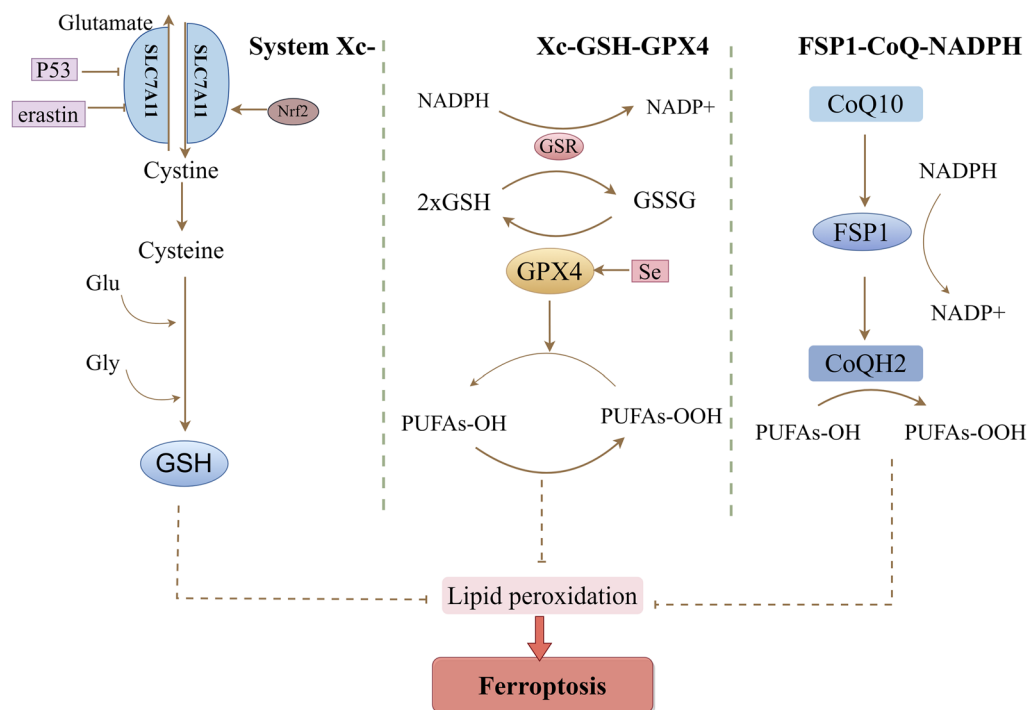 System Xc-
Glutamate
SLC7A11
SLC7A11
P53
erastin
Nrf2
Cystine
Cysteine
Glu
Gly
GSH
Xc-GSH-GPX4
NADPH
NADP+
GSR
2xGSH
GSSG
GPX4
Se
PUFAs-OH
PUFAs-OOH
FSP1-CoQ-NADPH
CoQ10
NADPH
FSP1
NADP+
CoQH2
PUFAs-OH
PUFAs-OOH
Lipid peroxidation
Ferroptosis